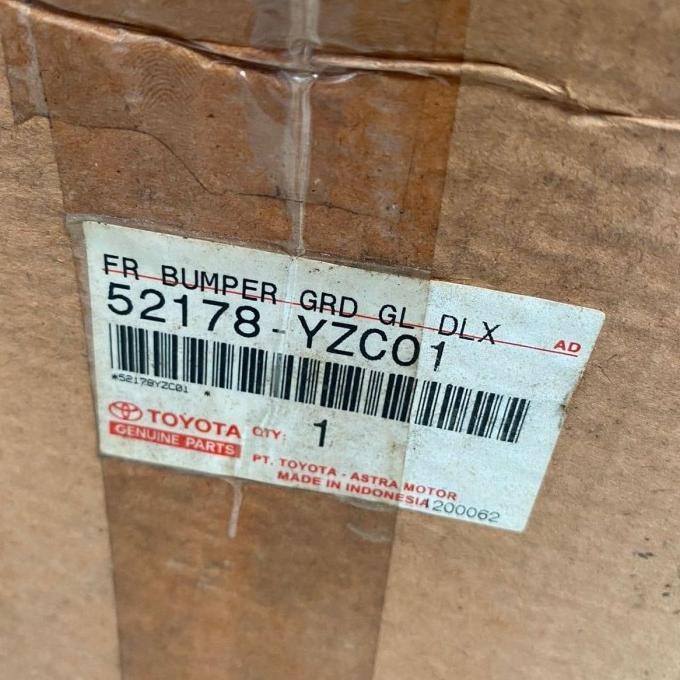 FR BUMPER GRD GL DLX
AD
52178-YZC01
*52178YZC01 *
TOYOTA
GENUINE PARTS
QTY: 1
PT. TOYOTA - ASTRA MOTOR
MADE IN INDONESIA
1200062